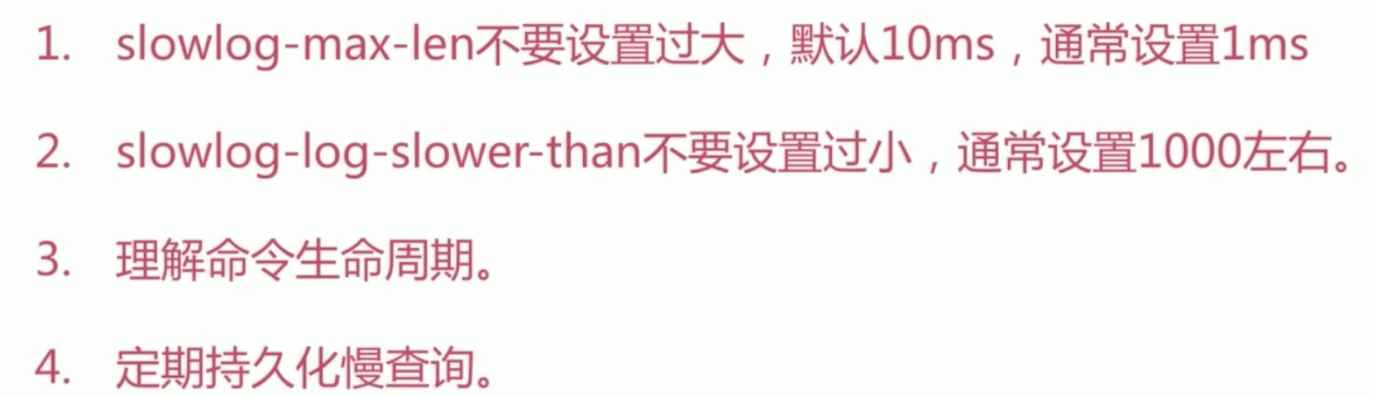 1. slowlog-max-len不要设置过大，默认10ms，通常设置1ms
2. slowlog-log-slower-than不要设置过小，通常设置1000左右。
3. 理解命令生命周期。
4. 定期持久化慢查询。